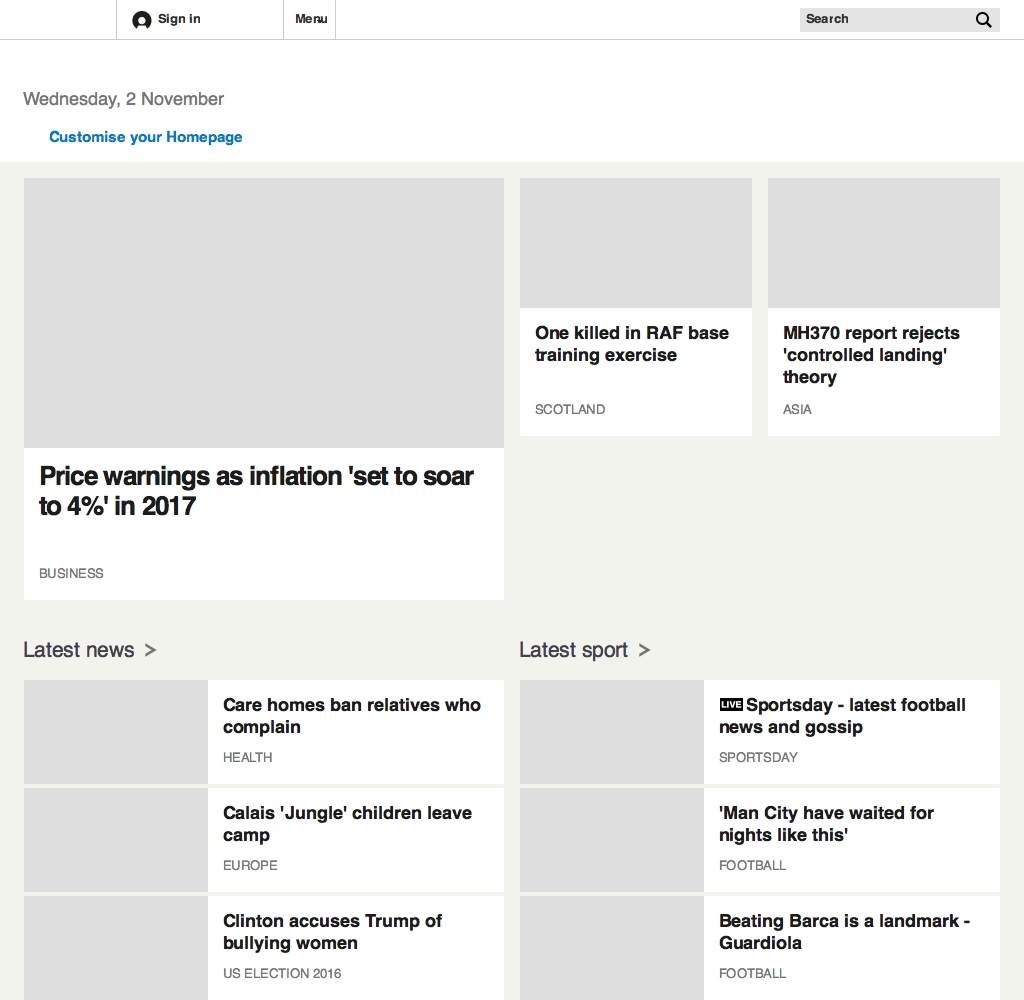 Sign in
Menu
Search
Wednesday, 2 November
Customise your Homepage
Price warnings as inflation 'set to soar
to 4%' in 2017
BUSINESS
One killed in RAF base
training exercise
SCOTLAND
MH370 report rejects
'controlled landing'
theory
ASIA
Latest news >
Care homes ban relatives who
complain
HEALTH
Calais 'Jungle' children leave
camp
EUROPE
Clinton accuses Trump of
bullying women
US ELECTION 2016
Latest sport >
LIVE Sportsday - latest football
news and gossip
SPORTSDAY
'Man City have waited for
nights like this'
FOOTBALL
Beating Barca is a landmark -
Guardiola
FOOTBALL